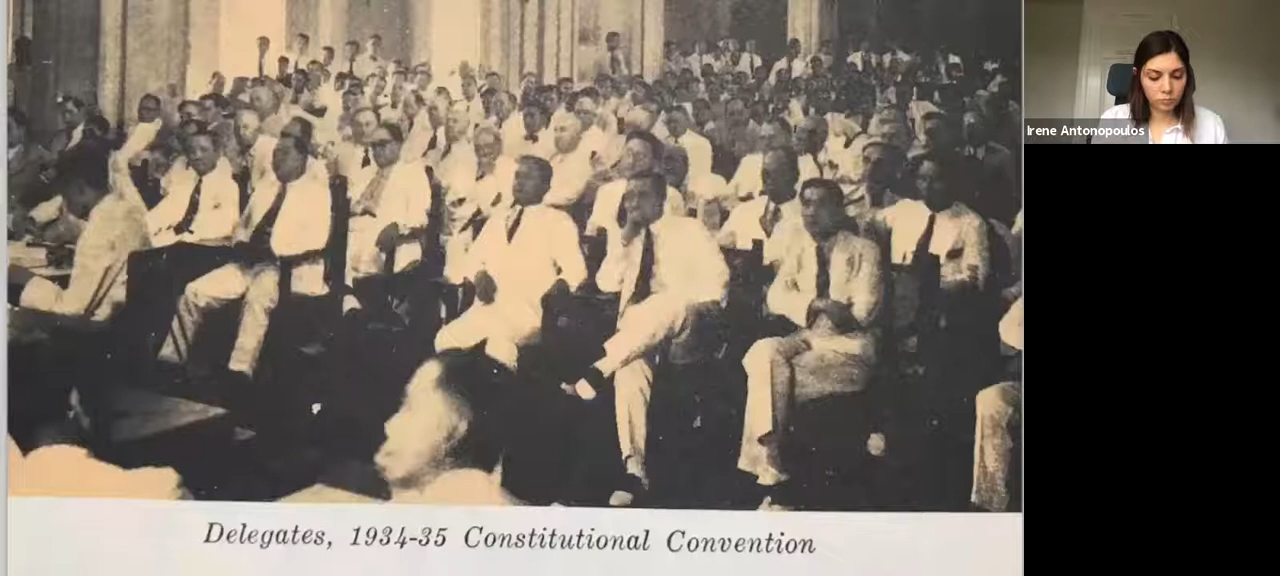 Irene Antonopoulos
Delegates, 1934-35 Constitutional Convention